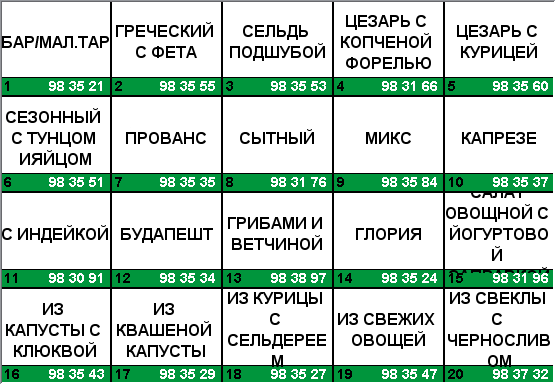 БАР/МАЛ.ТАР
1 98 35 21
ГРЕЧЕСКИЙ
С ФЕТА
2 98 35 55
СЕЛЬДЬ
ПОДШУБОЙ
3 98 35 53
ЦЕЗАРЬ С
КОПЧЕНОЙ
ФОРЕЛЬЮ
4 98 31 66
ЦЕЗАРЬ С
КУРИЦЕЙ
5 98 35 60
СЕЗОННЫЙ
С ТУНЦОМ
ИЯЙЦОМ
6 98 35 51
ПРОВАНС
7 98 35 35
СЫТНЫЙ
8 98 31 76
МИКС
9 98 35 84
КАПРЕЗЕ
10 98 35 37
С ИНДЕЙКОЙ
11 98 30 91
БУДАПЕШТ
12 98 35 34
ГРИБАМИ И
ВЕТЧИНОЙ
13 98 38 97
ГЛОРИЯ
14 98 35 24
САЛАТ
ОВОЩНОЙ С
ЙОГУРТОВО
Й
15 98 31 96
ИЗ
КАПУСТЫ С
КЛЮКВОЙ
16 98 35 43
ИЗ
КВАШЕНОЙ
КАПУСТЫ
17 98 35 29
ИЗ КУРИЦЫ
С
СЕЛЬДЕРЕЕ
М
18 98 35 27
ИЗ СВЕЖИХ
ОВОЩЕЙ
19 98 35 47
ИЗ СВЕКЛЫ
С
ЧЕРНОСЛИВ
ОМ
20 98 37 32